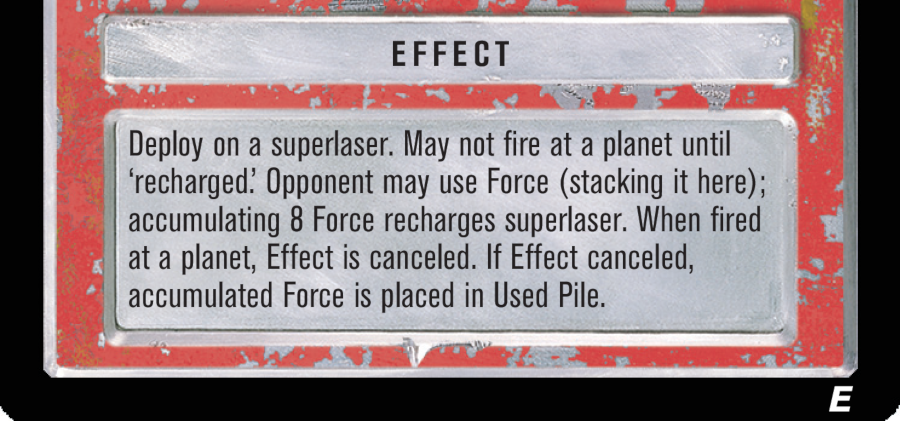 EFFECT
Deploy on a superlaser. May not fire at a planet until
‘recharged.’ Opponent may use Force (stacking it here);
accumulating 8 Force recharges superlaser. When fired
at a planet, Effect is canceled. If Effect canceled,
accumulated Force is placed in Used Pile.
E